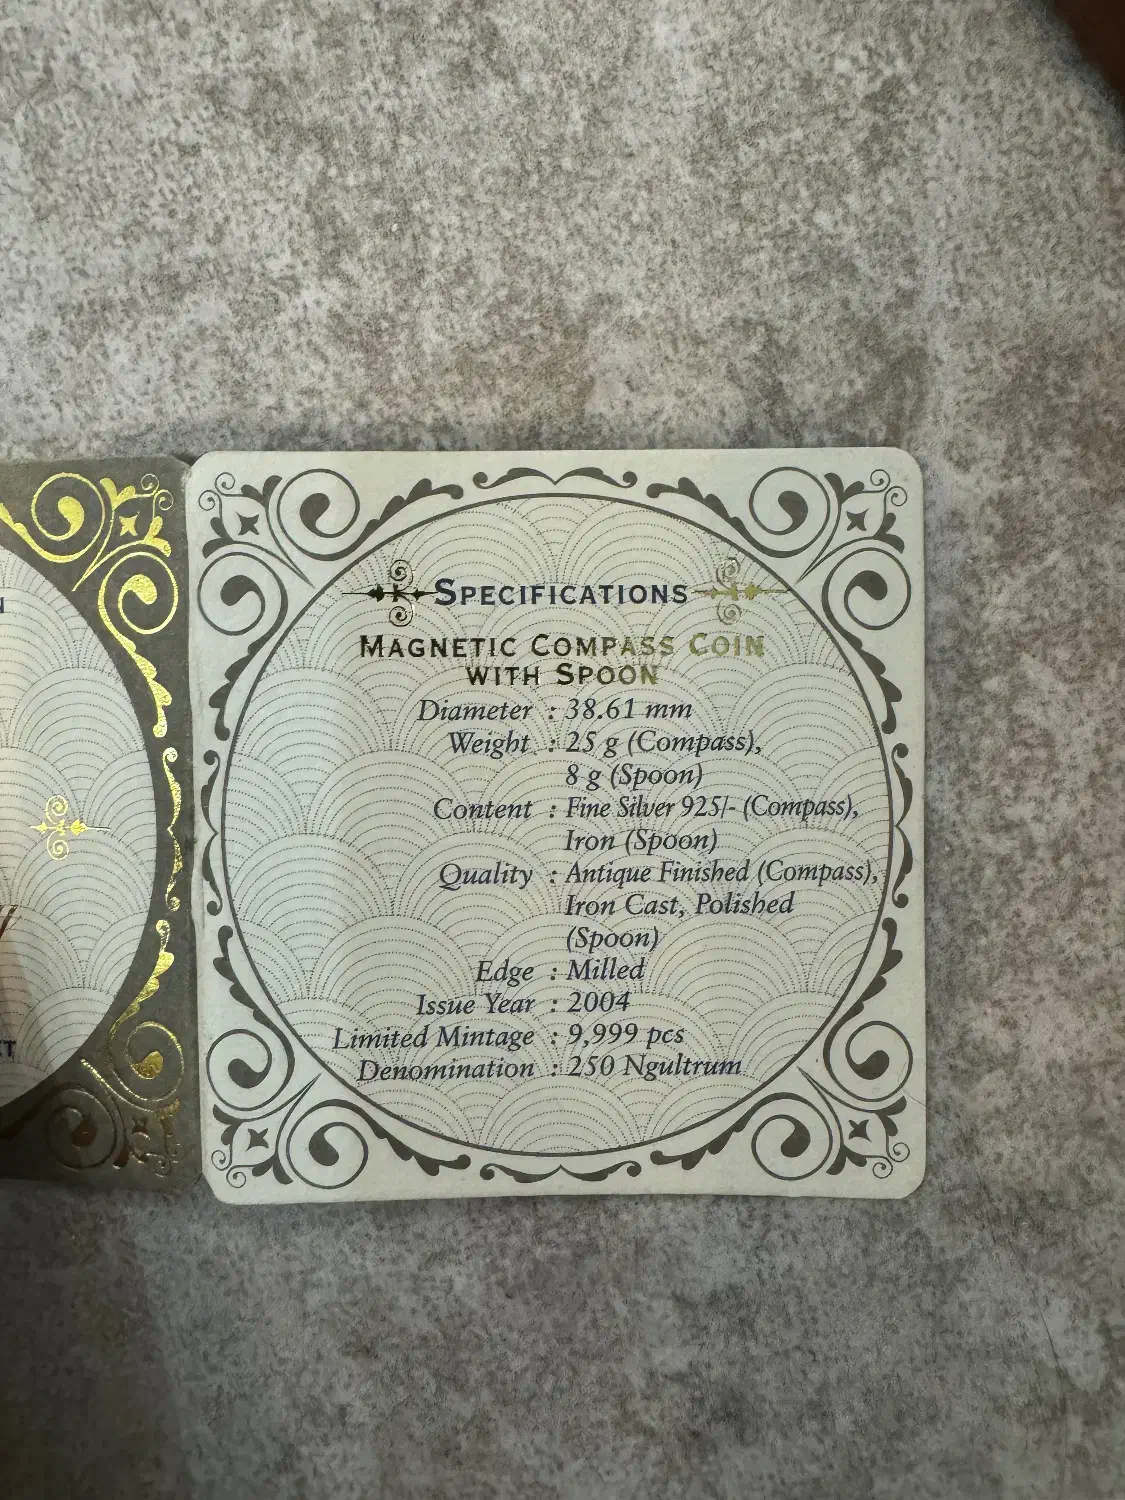 SPECIFICATIONS
MAGNETIC COMPASS COIN
WITH SPOON
Diameter : 38.61 mm
Weight : 25 g (Compass),
8 g (Spoon)
Content : Fine Silver 925/- (Compass),
Iron (Spoon)
Quality : Antique Finished (Compass),
Iron Cast, Polished
(Spoon)
Edge : Milled
Issue Year : 2004
Limited Mintage : 9,999 pcs
Denomination : 250 Ngultrum